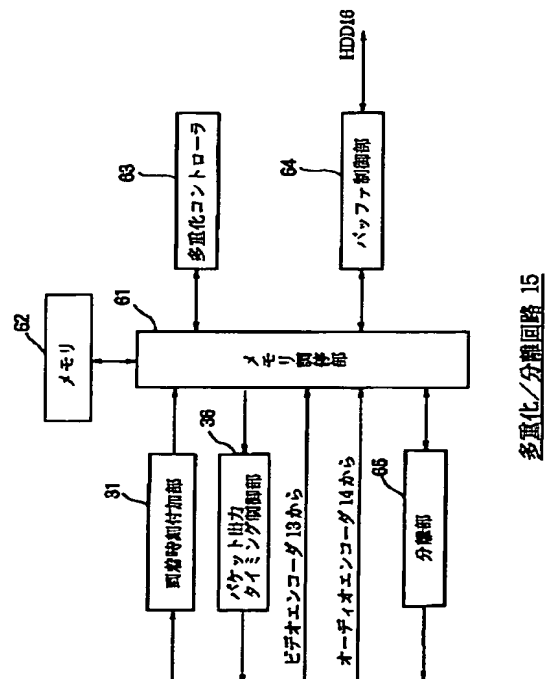 62
メモリ
63
多重化コントローラ
HDD16
61
64
バッファ制御部
メモリ調停部
31
到着時刻付加部
36
パケット出力
タイミング制御部
ビデオエンコーダ13から
オーディオエンコーダ14から
65
分離部
多重化/分離回路 15